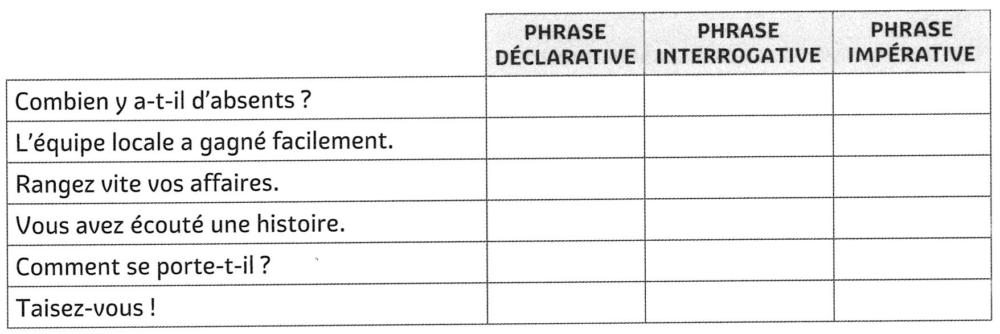 PHRASE DÉCLARATIVE
PHRASE INTERROGATIVE
PHRASE IMPÉRATIVE
Combien y a-t-il d’absents ?
L’équipe locale a gagné facilement.
Rangez vite vos affaires.
Vous avez écouté une histoire.
Comment se porte-t-il ?
Taisez-vous !